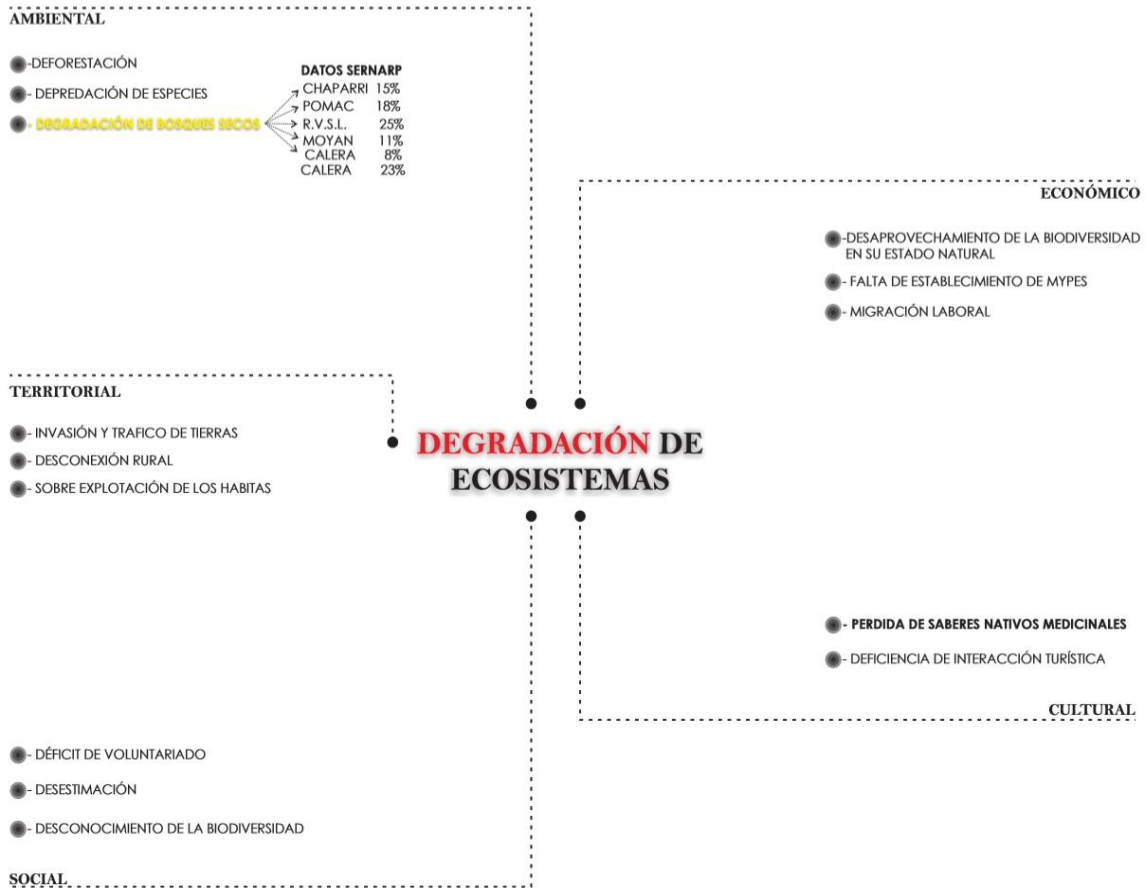 AMBIENTAL
-DEFORESTACIÓN
- DEPREDACIÓN DE ESPECIES
- DEGRADACIÓN DE BOSQUES SECOS
DATOS SERNARP
CHAPARRI 15%
POMAC 18%
R.V.S.L. 25%
MOYAN 11%
CALERA 8%
CALERA 23%
ECONÓMICO
-DESAPROVECHAMIENTO DE LA BIODIVERSIDAD
EN SU ESTADO NATURAL
- FALTA DE ESTABLECIMIENTO DE MYPES
- MIGRACIÓN LABORAL
TERRITORIAL
- INVASIÓN Y TRAFICO DE TIERRAS
- DESCONEXIÓN RURAL
- SOBRE EXPLOTACIÓN DE LOS HABITAS
DEGRADACIÓN DE
ECOSISTEMAS
- PERDIDA DE SABERES NATIVOS MEDICINALES
- DEFICIENCIA DE INTERACCIÓN TURÍSTICA
CULTURAL
- DÉFICIT DE VOLUNTARIADO
- DESESTIMACIÓN
- DESCONOCIMIENTO DE LA BIODIVERSIDAD
SOCIAL